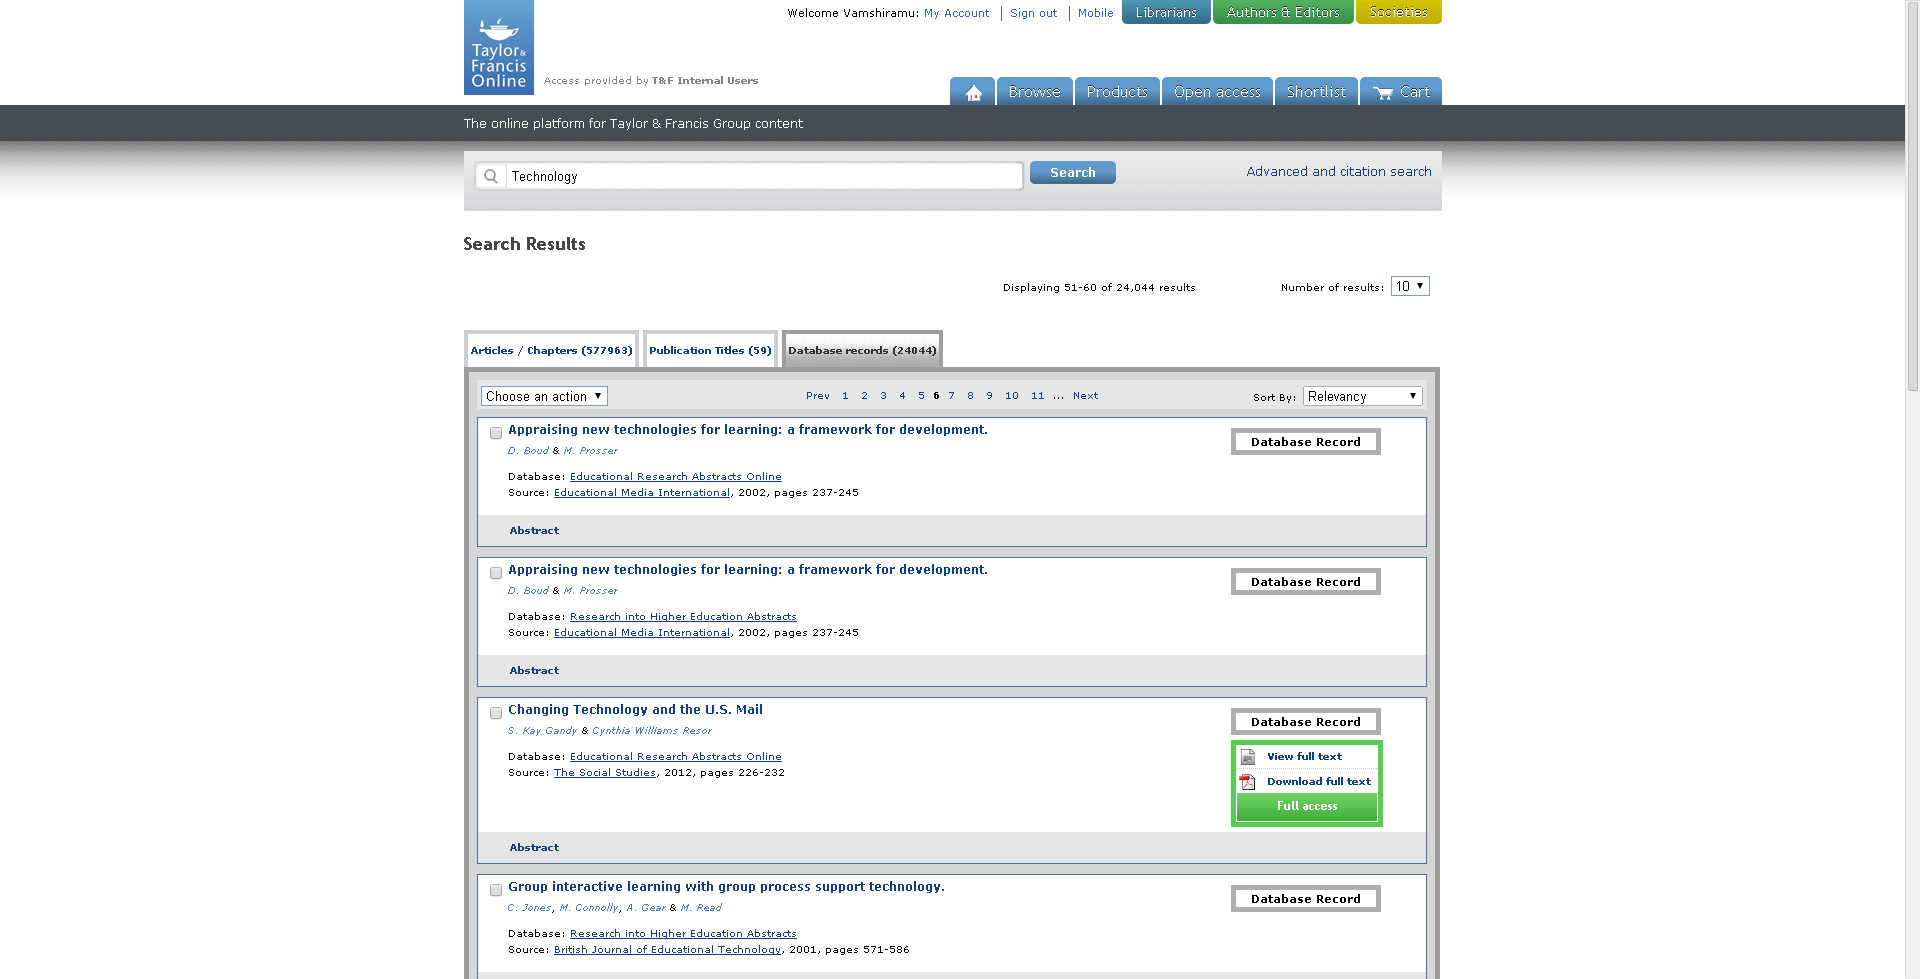 Welcome Vamshiramu: My Account | Sign out | Mobile Librarians Authors & Editors Societies
Taylor &
Francis
Online
Access provided by T&F Internal Users
Browse Products Open access Shortlist Cart
The online platform for Taylor & Francis Group content
Technology Search Advanced and citation search
Search Results
Displaying 51-60 of 24,044 results Number of results: 10
Articles / Chapters (577963) Publication Titles (59) Database records (24044)
Choose an action Prev 1 2 3 4 5 6 7 8 9 10 11 ... Next Sort By: Relevancy
Appraising new technologies for learning: a framework for development.
Database Record
D. Boud & M. Prosser
Database: Educational Research Abstracts Online
Source: Educational Media International, 2002, pages 237-245
Abstract
Appraising new technologies for learning: a framework for development.
Database Record
D. Boud & M. Prosser
Database: Research into Higher Education Abstracts
Source: Educational Media International, 2002, pages 237-245
Abstract
Changing Technology and the U.S. Mail
Database Record
S. Kay Gandy & Cynthia Williams Resor
Database: Educational Research Abstracts Online
Source: The Social Studies, 2012, pages 226-232
View full text
Download full text
Full access
Abstract
Group interactive learning with group process support technology.
Database Record
C. Jones, M. Connolly, A. Gear & M. Read
Database: Research into Higher Education Abstracts
Source: British Journal of Educational Technology, 2001, pages 571-586